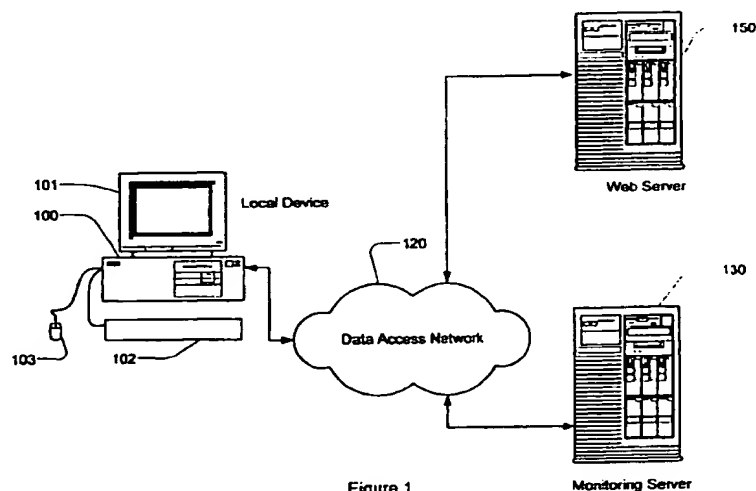 150
Web Server
101
100
Local Device
120
130
Data Access Network
103
102
Figure 1
Monitoring Server